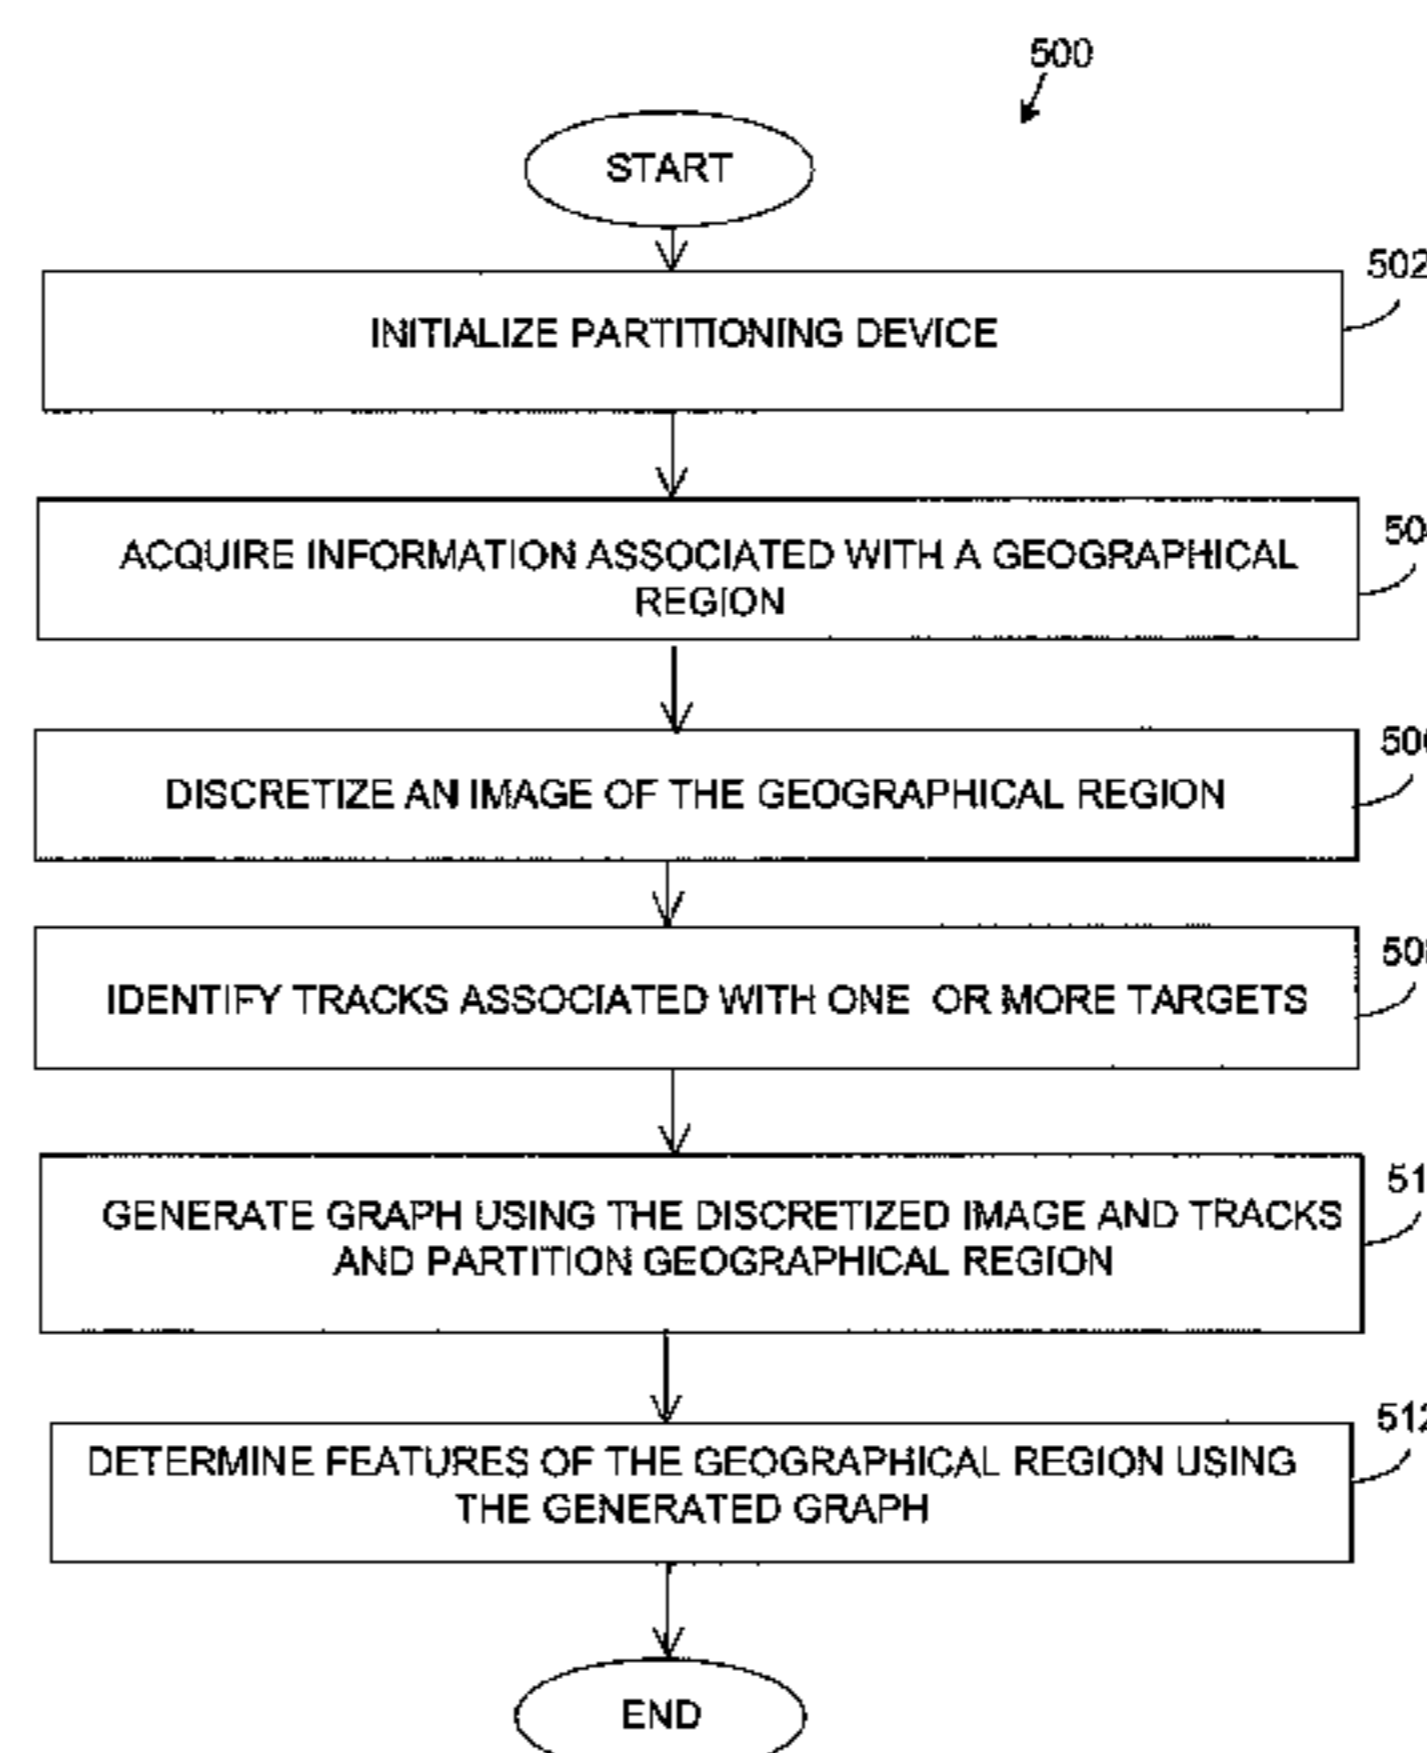 500
START
502
INITIALIZE PARTITIONING DEVICE
ACQUIRE INFORMATION ASSOCIATED WITH A GEOGRAPHICAL
REGION
DISCRETIZE AN IMAGE OF THE GEOGRAPHICAL REGION
IDENTIFY TRACKS ASSOCIATED WITH ONE OR MORE TARGETS
GENERATE GRAPH USING THE DISCRETIZED IMAGE AND TRACKS
AND PARTITION GEOGRAPHICAL REGION
512
DETERMINE FEATURES OF THE GEOGRAPHICAL REGION USING
THE GENERATED GRAPH
END